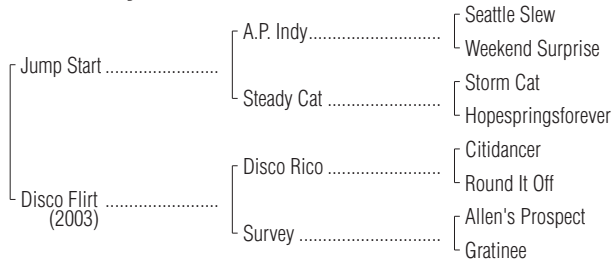 Seattle Slew
A.P. Indy..............................
Weekend Surprise
Jump Start ..........................
Storm Cat
Steady Cat ..........................
Hopespringsforever
Citidancer
Disco Rico ..........................
Round It Off
Disco Flirt ..........................
(2003)
Allen's Prospect
Survey .................................
Gratinee